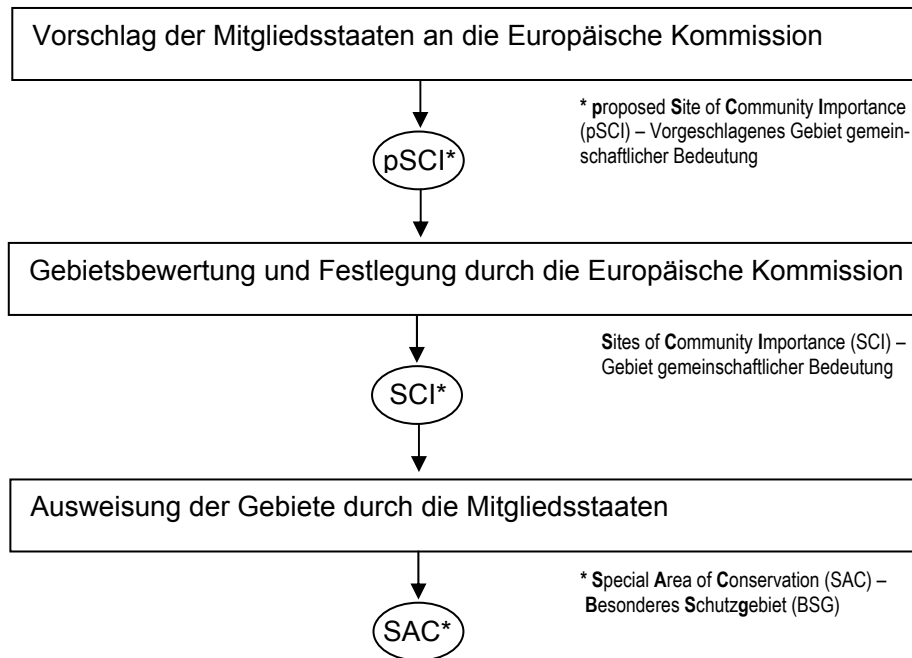 Vorschlag der Mitgliedsstaaten an die Europäische Kommission
* proposed Site of Community Importance
(pSCI) – Vorgeschlagenes Gebiet gemein-
schaftlicher Bedeutung
pSCI*
Gebietsbewertung und Festlegung durch die Europäische Kommission
Sites of Community Importance (SCI) –
Gebiet gemeinschaftlicher Bedeutung
SCI*
Ausweisung der Gebiete durch die Mitgliedsstaaten
* Special Area of Conservation (SAC) –
Besonderes Schutzgebiet (BSG)
SAC*